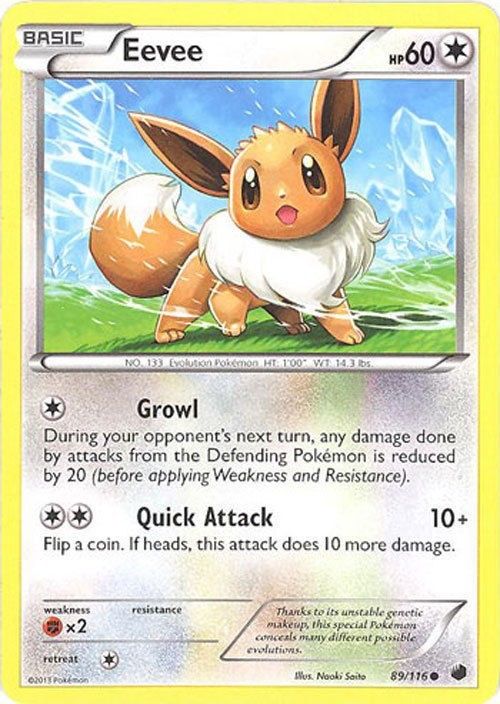 BASIC
Eevee
HP60
NO. 133 Evolution Pokémon HT: 1'00" WT: 14.3 lbs.
Growl
During your opponent's next turn, any damage done
by attacks from the Defending Pokémon is reduced
by 20 (before applying Weakness and Resistance).
Quick Attack 10+
Flip a coin. If heads, this attack does 10 more damage.
weakness resistance
×2
retreat
Thanks to its unstable genetic
makeup, this special Pokémon
conceals many different possible
evolutions.
©2013 Pokémon
Illus. Naoki Saito 89/116